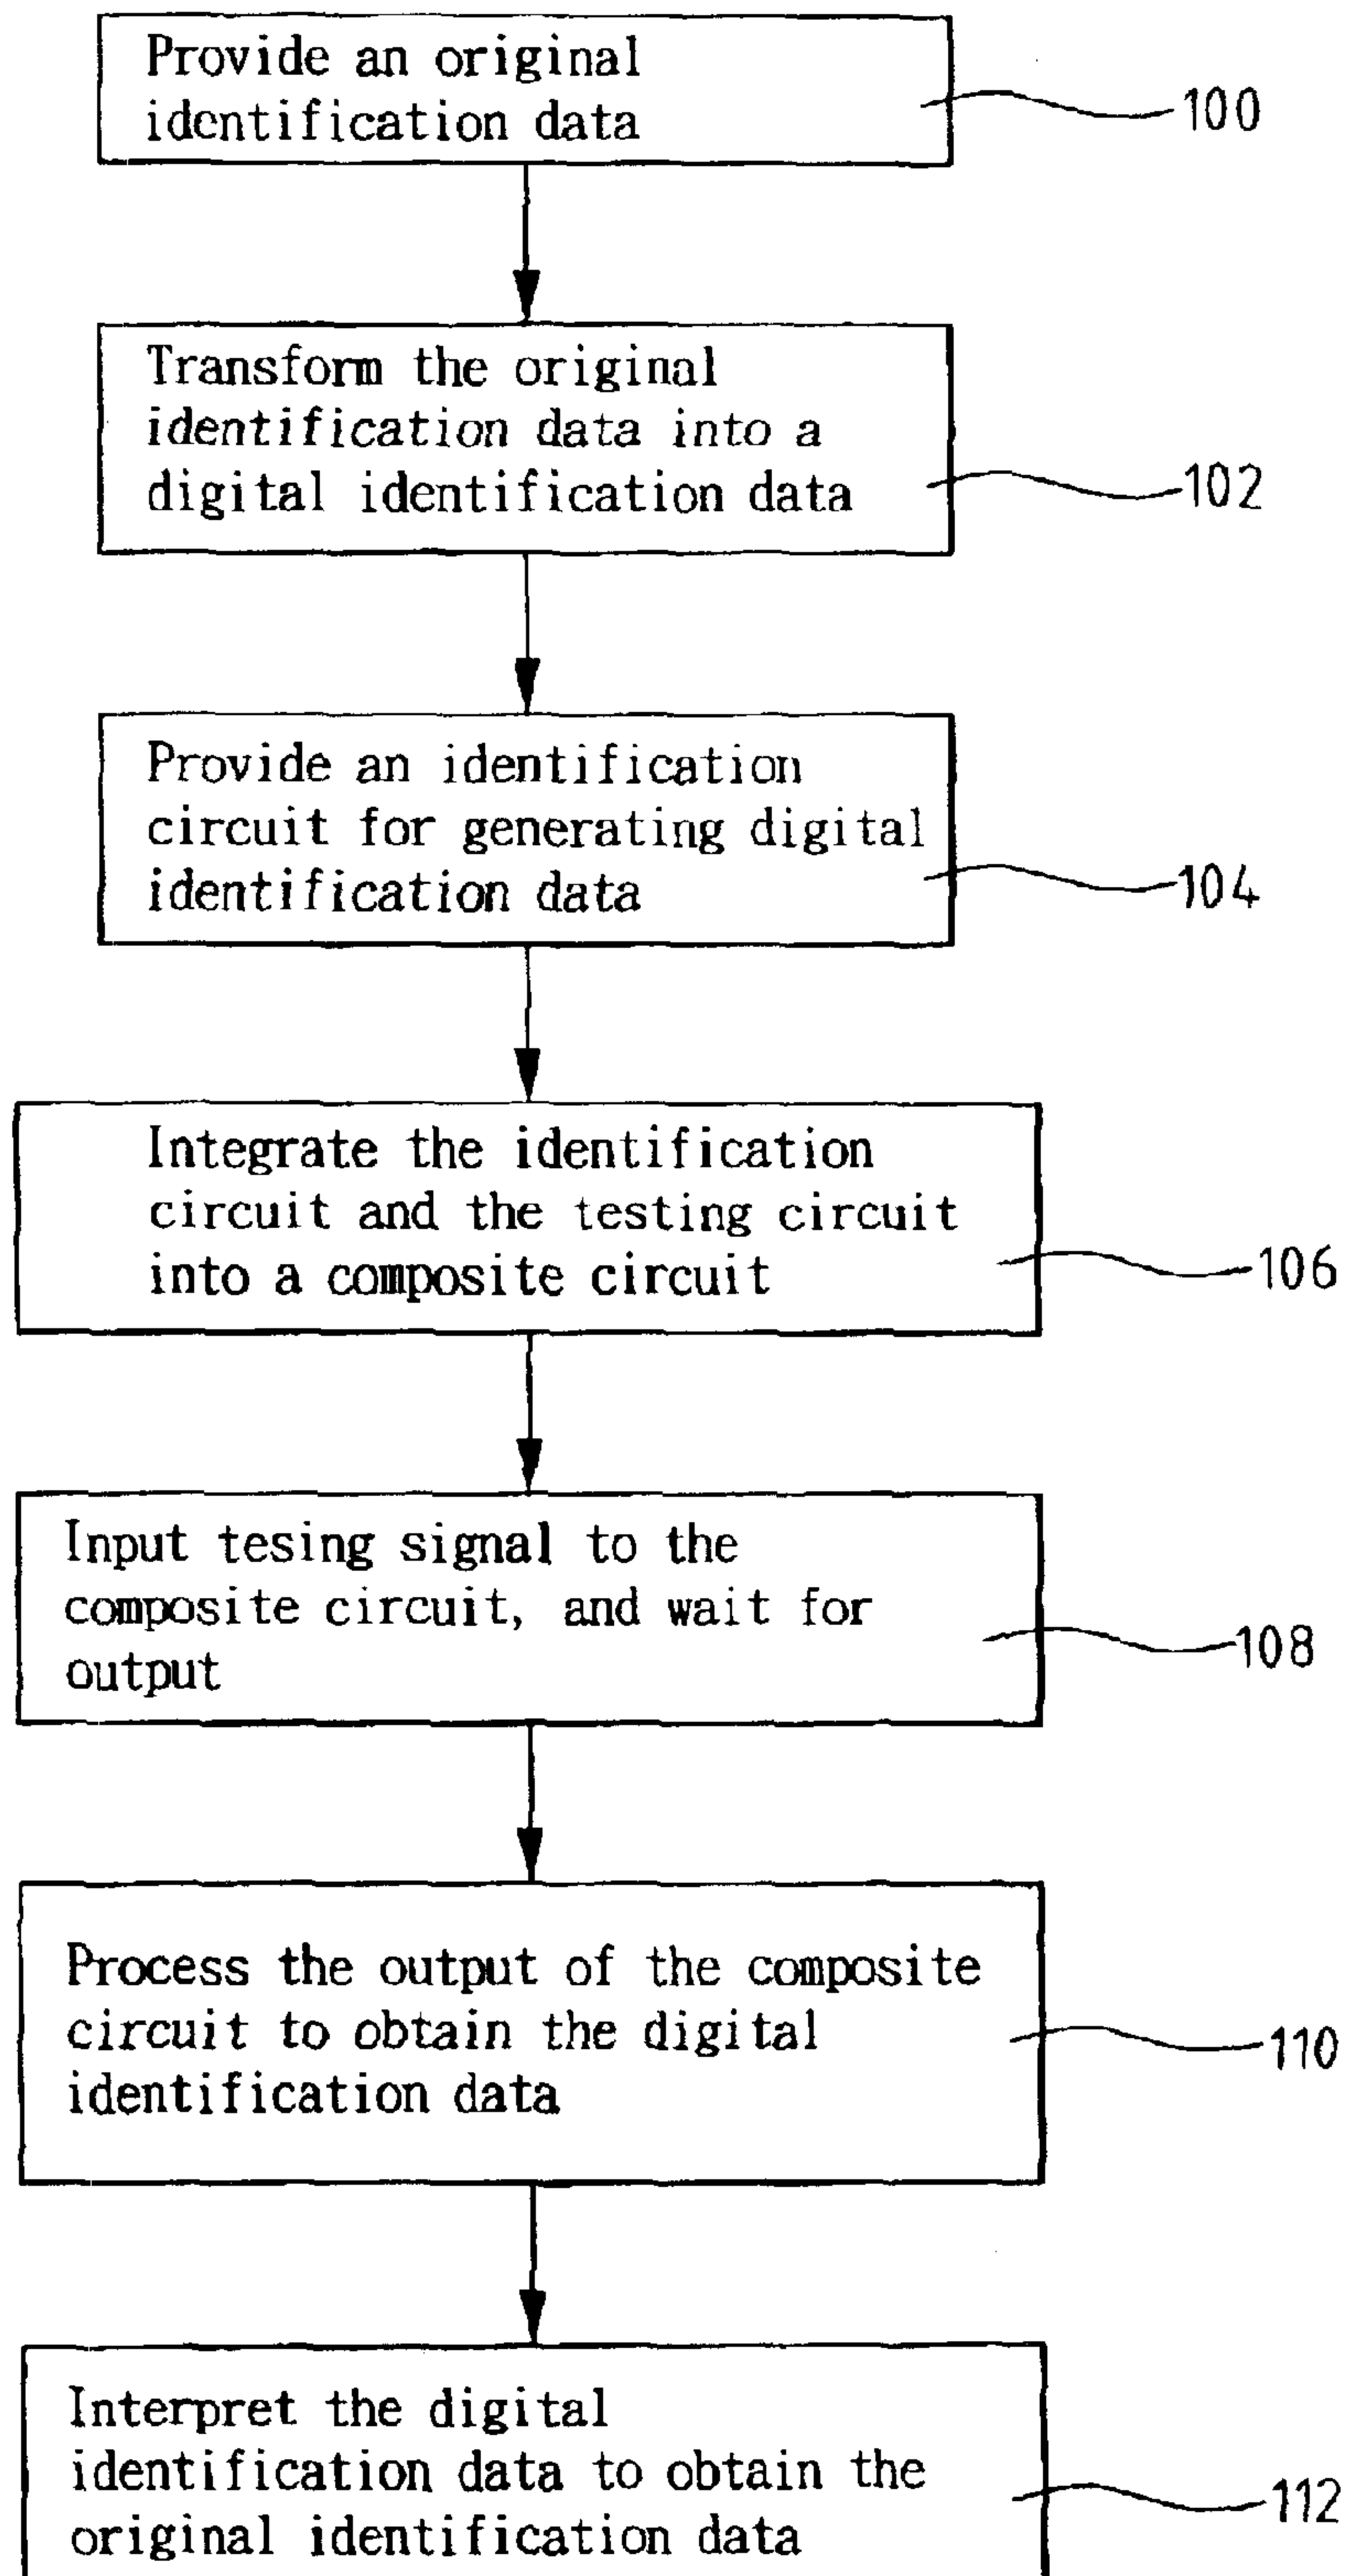 Provide an original
identification data
100
Transform the original
identification data into a
digital identification data
102
Provide an identification
circuit for generating digital
identification data
104
Integrate the identification
circuit and the testing circuit
into a composite circuit
106
Input tesing signal to the
composite circuit, and wait for
output
108
Process the output of the composite
circuit to obtain the digital
identification data
110
Interpret the digital
identification data to obtain the
original identification data
112